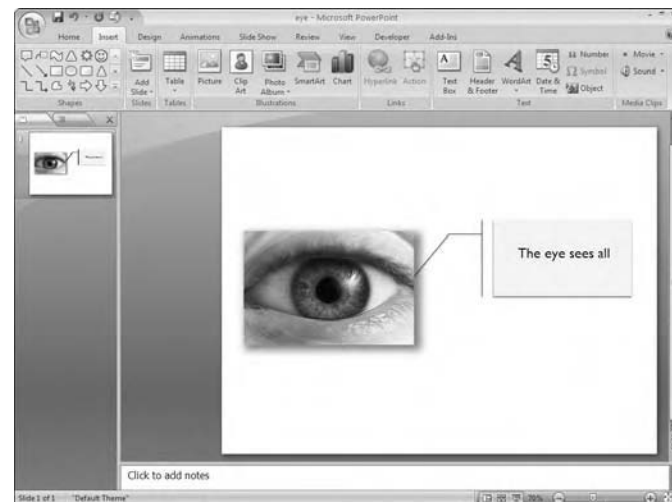 eye - Microsoft PowerPoint
Home Insert Design Animations Slide Show Review View Developer Add-Ins
Shapes
Add Slide
Slides
Table
Tables
Picture
Clip Art
Photo Album
SmartArt
Chart
Illustrations
Hyperlink
Action
Links
A
Text Box
Header & Footer
WordArt
Date & Time
Number
Symbol
Object
Text
Movie
Sound
Media Clips
The eye sees all
Click to add notes
Slide 1 of 1 "Default Theme"